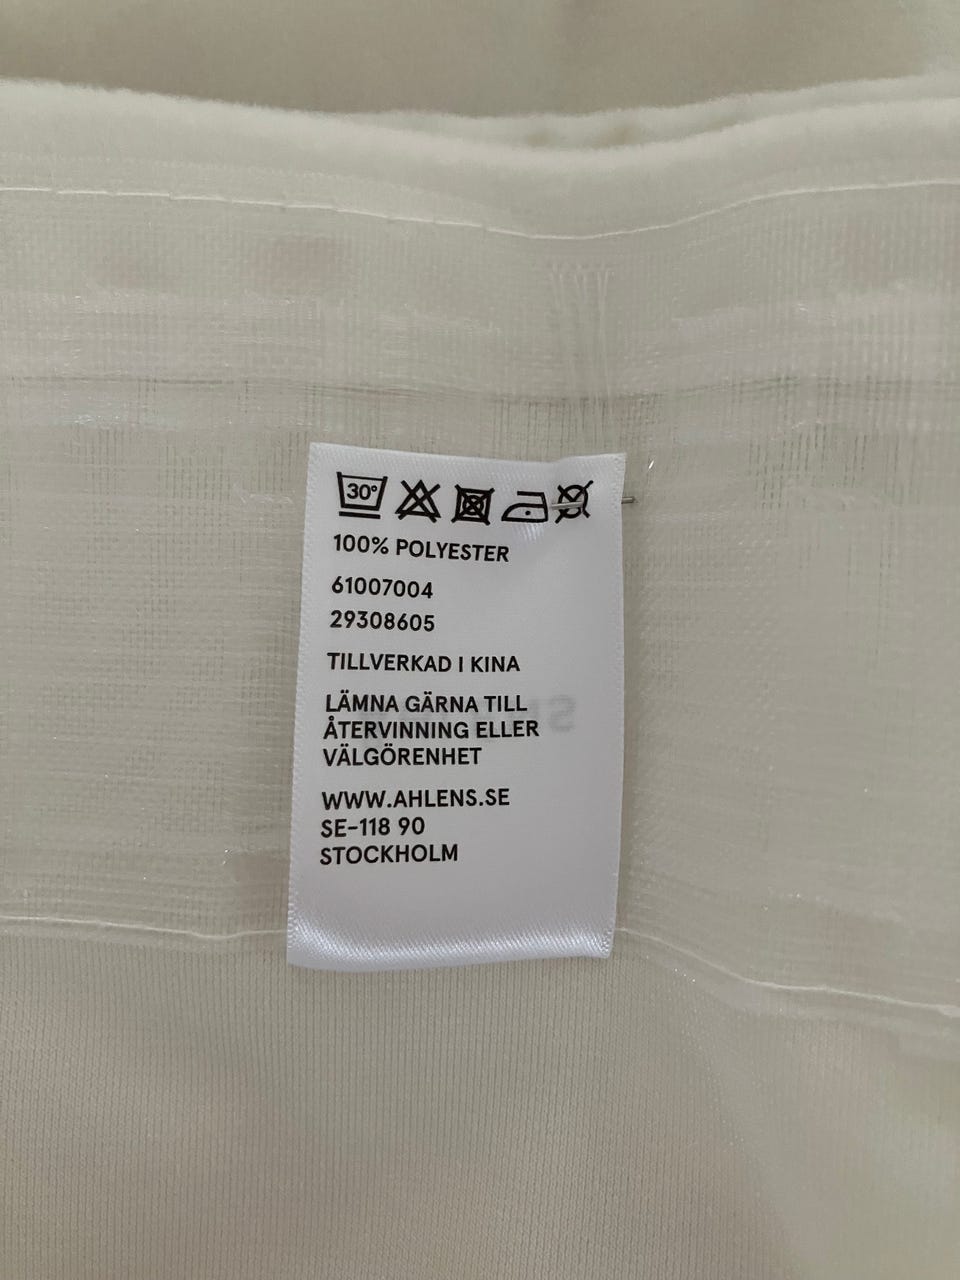 30°
100% POLYESTER
61007004
29308605
TILLVERKAD I KINA
LÄMNA GÄRNA TILL
ÅTERVINNING ELLER
VÄLGÖRENHET
WWW.AHLENS.SE
SE-118 90
STOCKHOLM